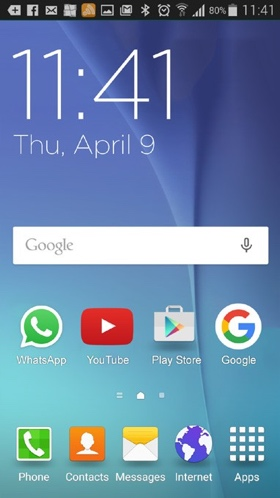 80% 11:41
11:41
Thu, April 9
Google
WhatsApp YouTube Play Store Google
Phone Contacts Messages Internet Apps